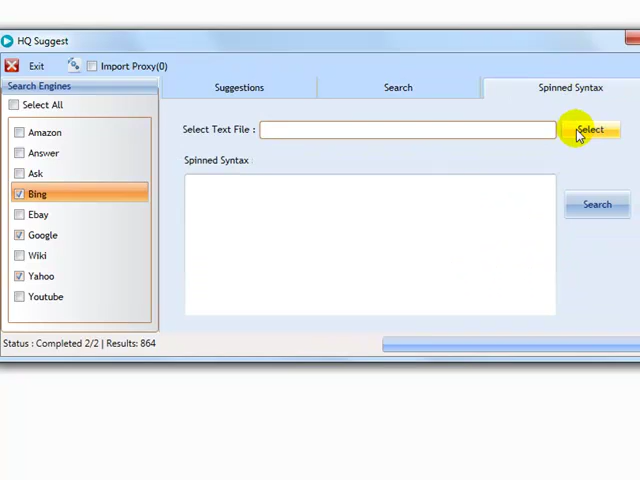 HQ Suggest
Exit
Import Proxy(0)
Search Engines
Suggestions
Search
Spinned Syntax
Select All
Amazon
Answer
Ask
Bing
Ebay
Google
Wiki
Yahoo
Youtube
Select Text File :
Select
Spinned Syntax :
Search
Status : Completed 2/2 | Results: 864